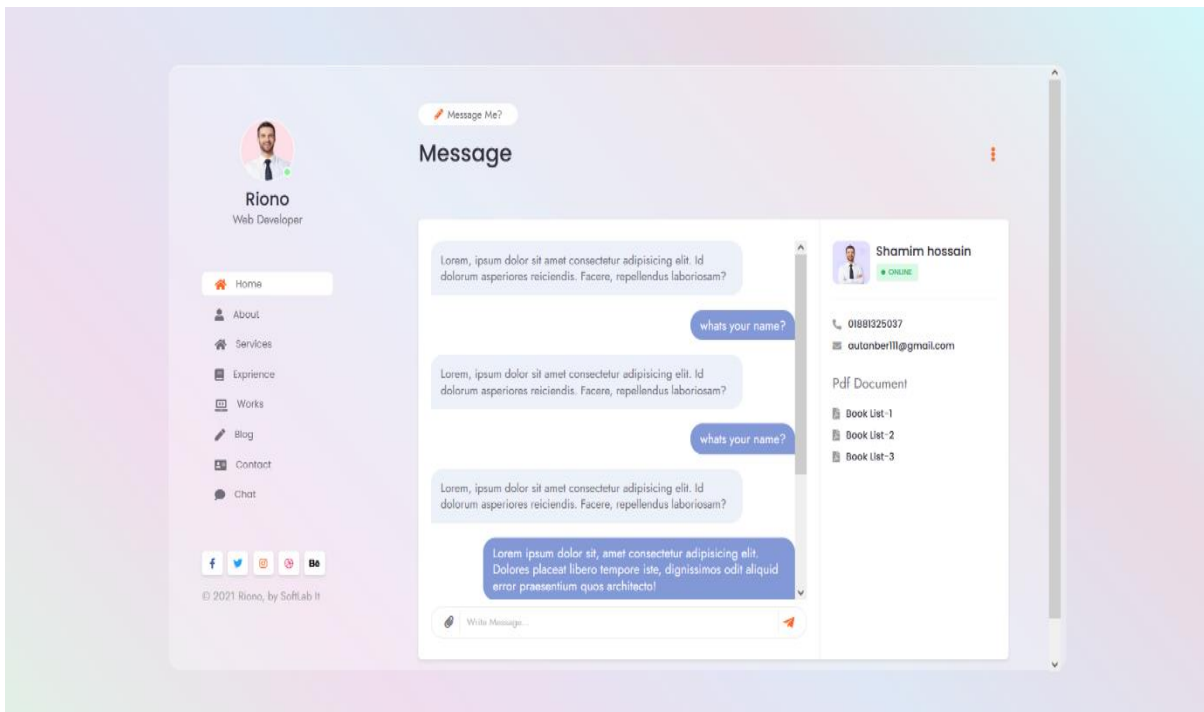 Riono
Web Developer
Home
About
Services
Exprience
Works
Blog
Contact
Chat
f
Bē
© 2021 Riono, by SoftLab It
Message Me?
Message
Lorem, ipsum dolor sit amet consectetur adipisicing elit. Id
dolorum asperiores reiciendis. Facere, repellendus laboriosam?
whats your name?
Lorem, ipsum dolor sit amet consectetur adipisicing elit. Id
dolorum asperiores reiciendis. Facere, repellendus laboriosam?
whats your name?
Lorem, ipsum dolor sit amet consectetur adipisicing elit. Id
dolorum asperiores reiciendis. Facere, repellendus laboriosam?
Lorem ipsum dolor sit, amet consectetur adipisicing elit.
Dolores placeat libero tempore iste, dignissimos odit aliquid
error praesentium quos architecto!
Write Message...
Shamim hossain
ONLINE
01881325037
autanber111@gmail.com
Pdf Document
Book List-1
Book List-2
Book List-3